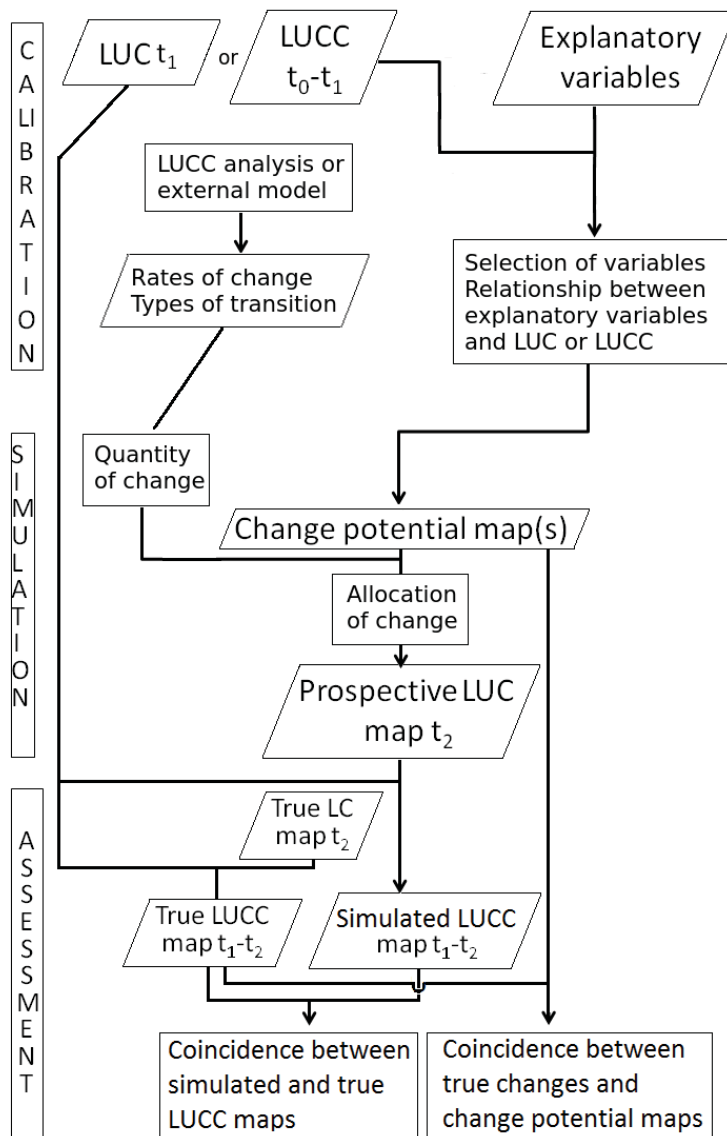 CALIBRATION
LUC t₁
or
LUCC
t₀-t₁
Explanatory
variables
LUCC analysis or
external model
Rates of change
Types of transition
Selection of variables
Relationship between
explanatory variables
and LUC or LUCC
SIMULATION
Quantity
of change
Change potential map(s)
Allocation
of change
Prospective LUC
map t₂
ASSESSMENT
True LC
map t₂
True LUCC
map t₁-t₂
Simulated LUCC
map t₁-t₂
Coincidence between
simulated and true
LUCC maps
Coincidence between
true changes and
change potential maps